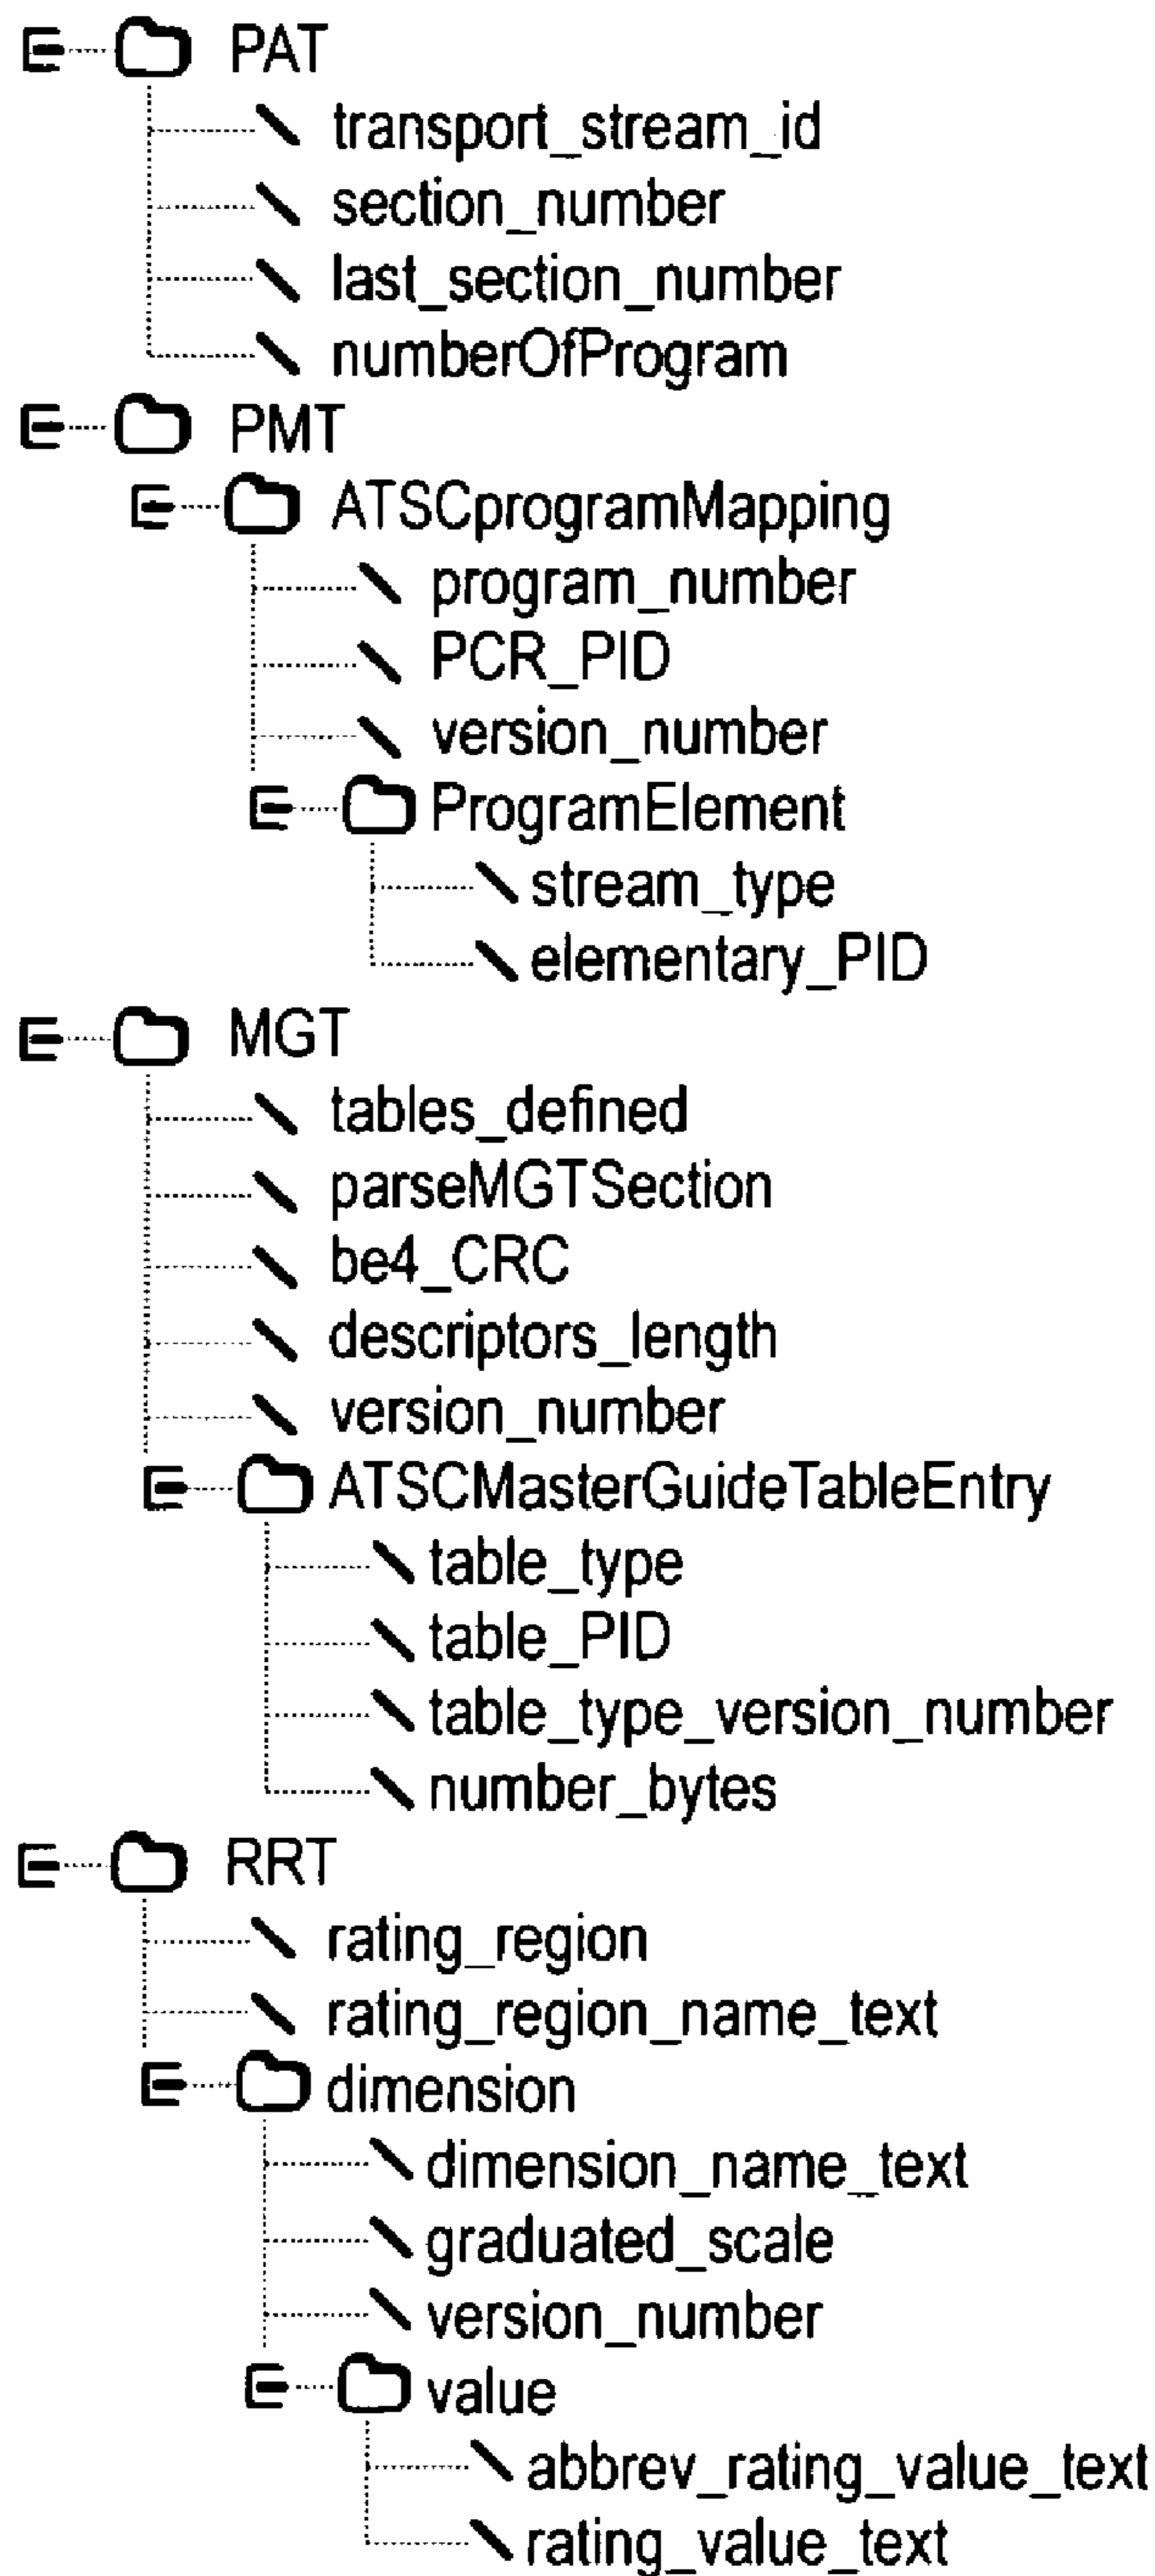 PAT
transport_stream_id
section_number
last_section_number
numberOfProgram
PMT
ATSCprogramMapping
program_number
PCR_PID
version_number
ProgramElement
stream_type
elementary_PID
MGT
tables_defined
parseMGTSection
be4_CRC
descriptors_length
version_number
ATSCMasterGuideTableEntry
table_type
table_PID
table_type_version_number
number_bytes
RRT
rating_region
rating_region_name_text
dimension
dimension_name_text
graduated_scale
version_number
value
abbrev_rating_value_text
rating_value_text